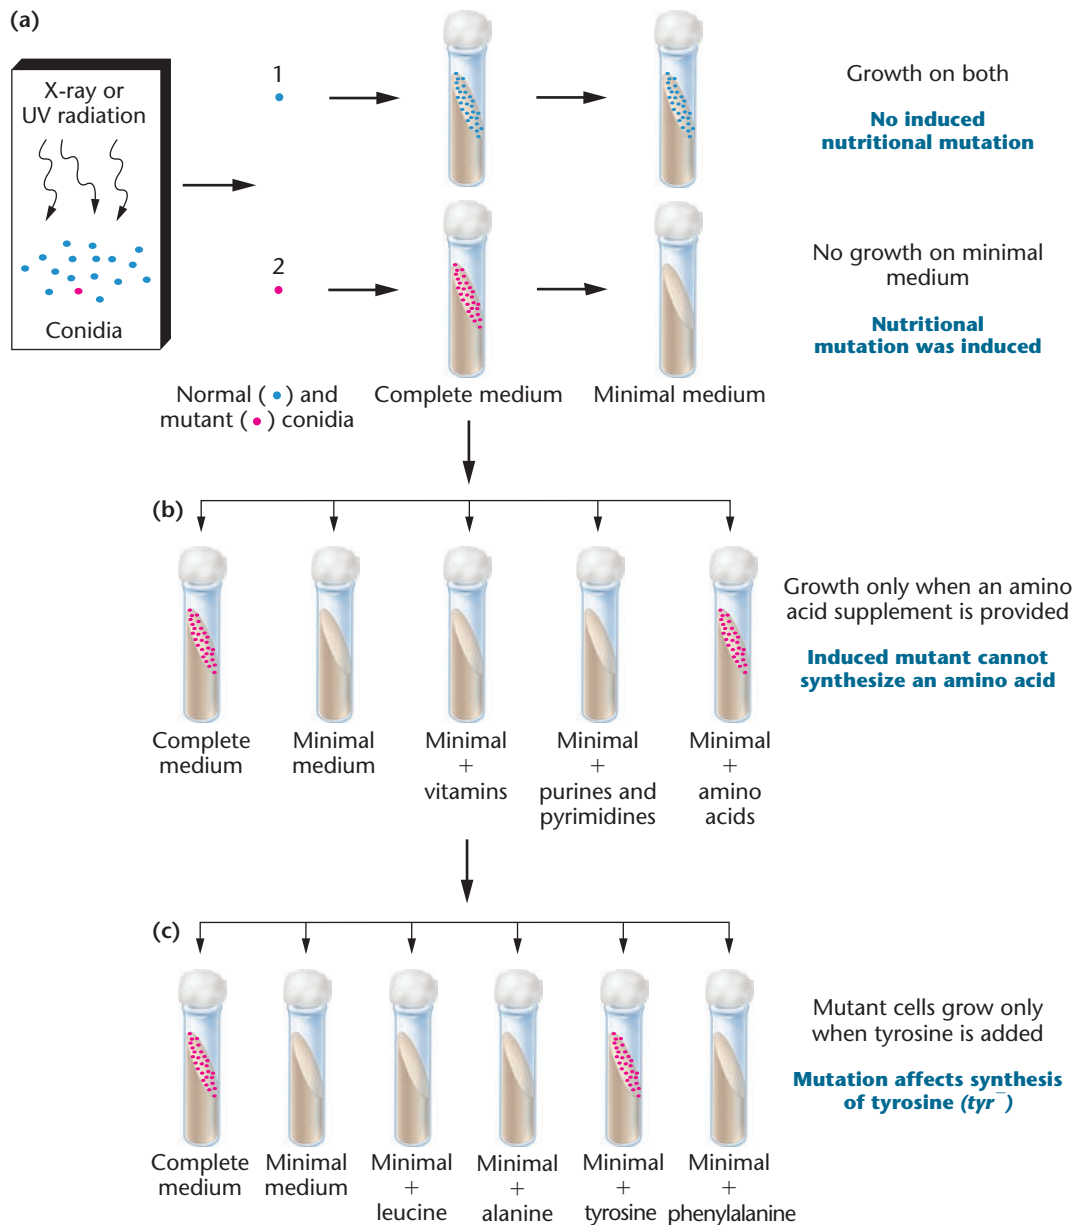 (a)
X-ray or
UV radiation
Conidia
1
Growth on both
No induced
nutritional mutation
2
No growth on minimal
medium
Nutritional
mutation was induced
Normal (•) and
mutant (•) conidia
Complete medium
Minimal medium
(b)
Growth only when an amino
acid supplement is provided
Induced mutant cannot
synthesize an amino acid
Complete
medium
Minimal
medium
Minimal
+
vitamins
Minimal
+
purines and
pyrimidines
Minimal
+
amino
acids
(c)
Mutant cells grow only
when tyrosine is added
Mutation affects synthesis
of tyrosine (tyr⁻)
Complete
medium
Minimal
medium
Minimal
+
leucine
Minimal
+
alanine
Minimal
+
tyrosine
Minimal
+
phenylalanine